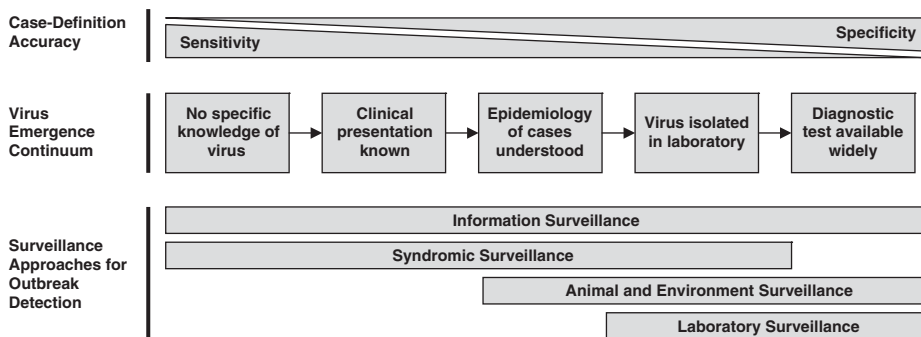 Case-Definition
Accuracy
Sensitivity
Specificity
Virus
Emergence
Continuum
No specific
knowledge of
virus
Clinical
presentation
known
Epidemiology
of cases
understood
Virus isolated
in laboratory
Diagnostic
test available
widely
Surveillance
Approaches for
Outbreak
Detection
Information Surveillance
Syndromic Surveillance
Animal and Environment Surveillance
Laboratory Surveillance